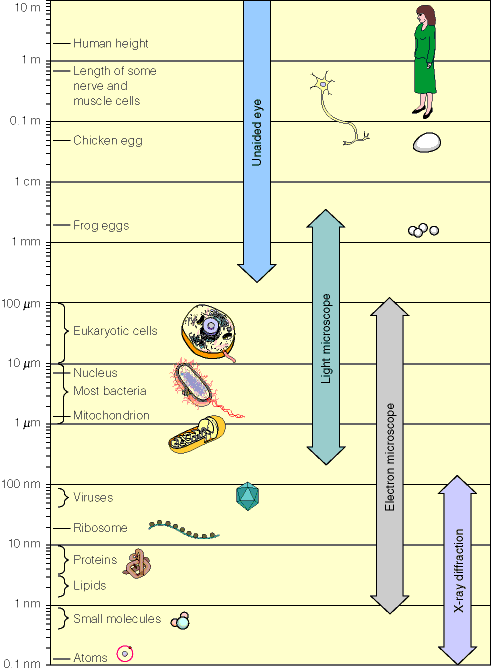 10 m
Human height
1 m
Length of some
nerve and
muscle cells
0.1 m
Chicken egg
1 cm
Frog eggs
1 mm
100 μm
Eukaryotic cells
10 μm
Nucleus
Most bacteria
Mitochondrion
1 μm
100 nm
Viruses
Ribosome
10 nm
Proteins
Lipids
1 nm
Small molecules
Atoms
0.1 nm
Unaided eye
Light microscope
Electron microscope
X-ray diffraction